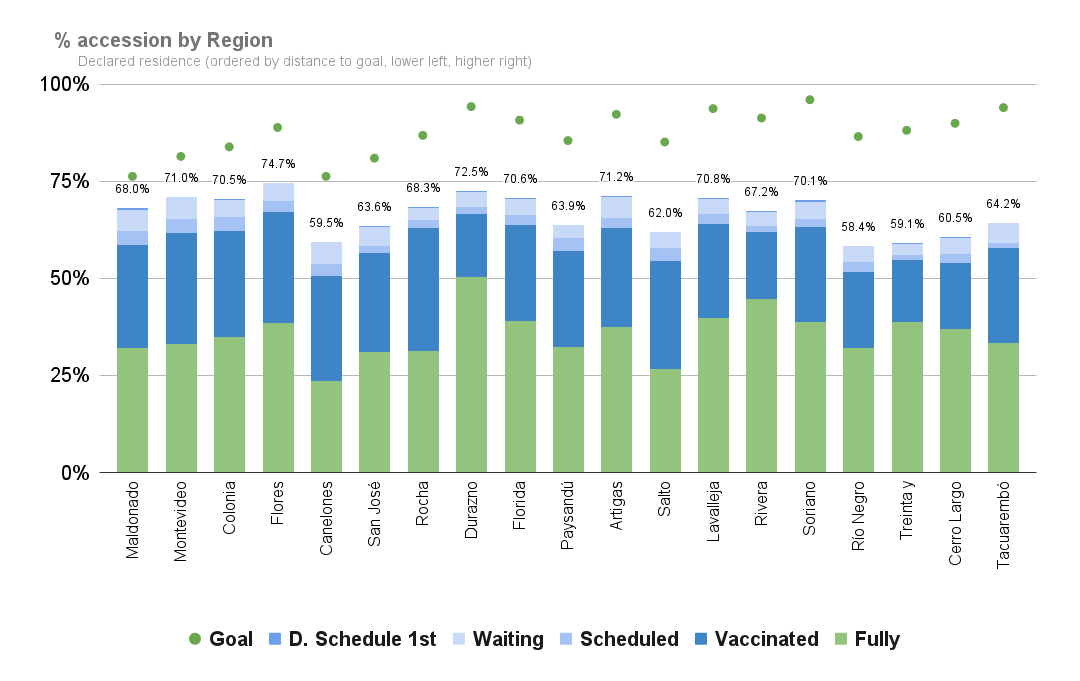 % accession by Region
Declared residence (ordered by distance to goal, lower left, higher right)
100%
75%
50%
25%
0%
68.0%
71.0%
70.5%
74.7%
59.5%
63.6%
68.3%
72.5%
70.6%
63.9%
71.2%
62.0%
70.8%
67.2%
70.1%
58.4%
59.1%
60.5%
64.2%
Maldonado
Montevideo
Colonia
Flores
Canelones
San José
Rocha
Durazno
Florida
Paysandú
Artigas
Salto
Lavalleja
Rivera
Soriano
Río Negro
Treinta y
Cerro Largo
Tacuarembó
Goal
D. Schedule 1st
Waiting
Scheduled
Vaccinated
Fully